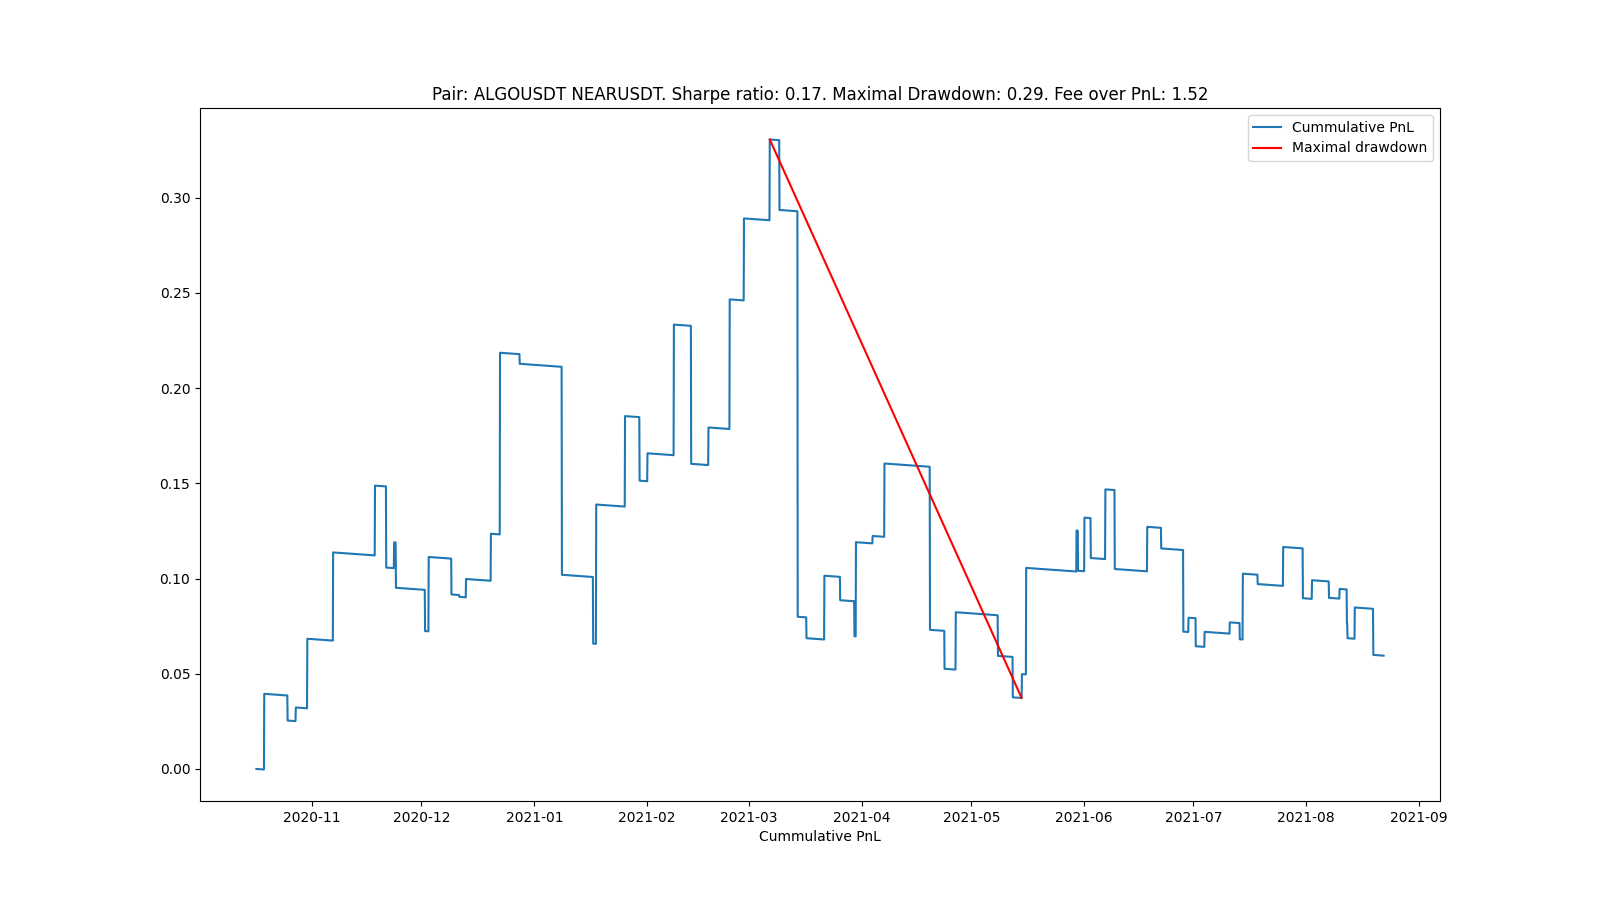 Pair: ALGOUSDT NEARUSDT. Sharpe ratio: 0.17. Maximal Drawdown: 0.29. Fee over PnL: 1.52
Cummulative PnL
Maximal drawdown
0.30
0.25
0.20
0.15
0.10
0.05
0.00
2020-11 2020-12 2021-01 2021-02 2021-03 2021-04 2021-05 2021-06 2021-07 2021-08 2021-09
Cummulative PnL